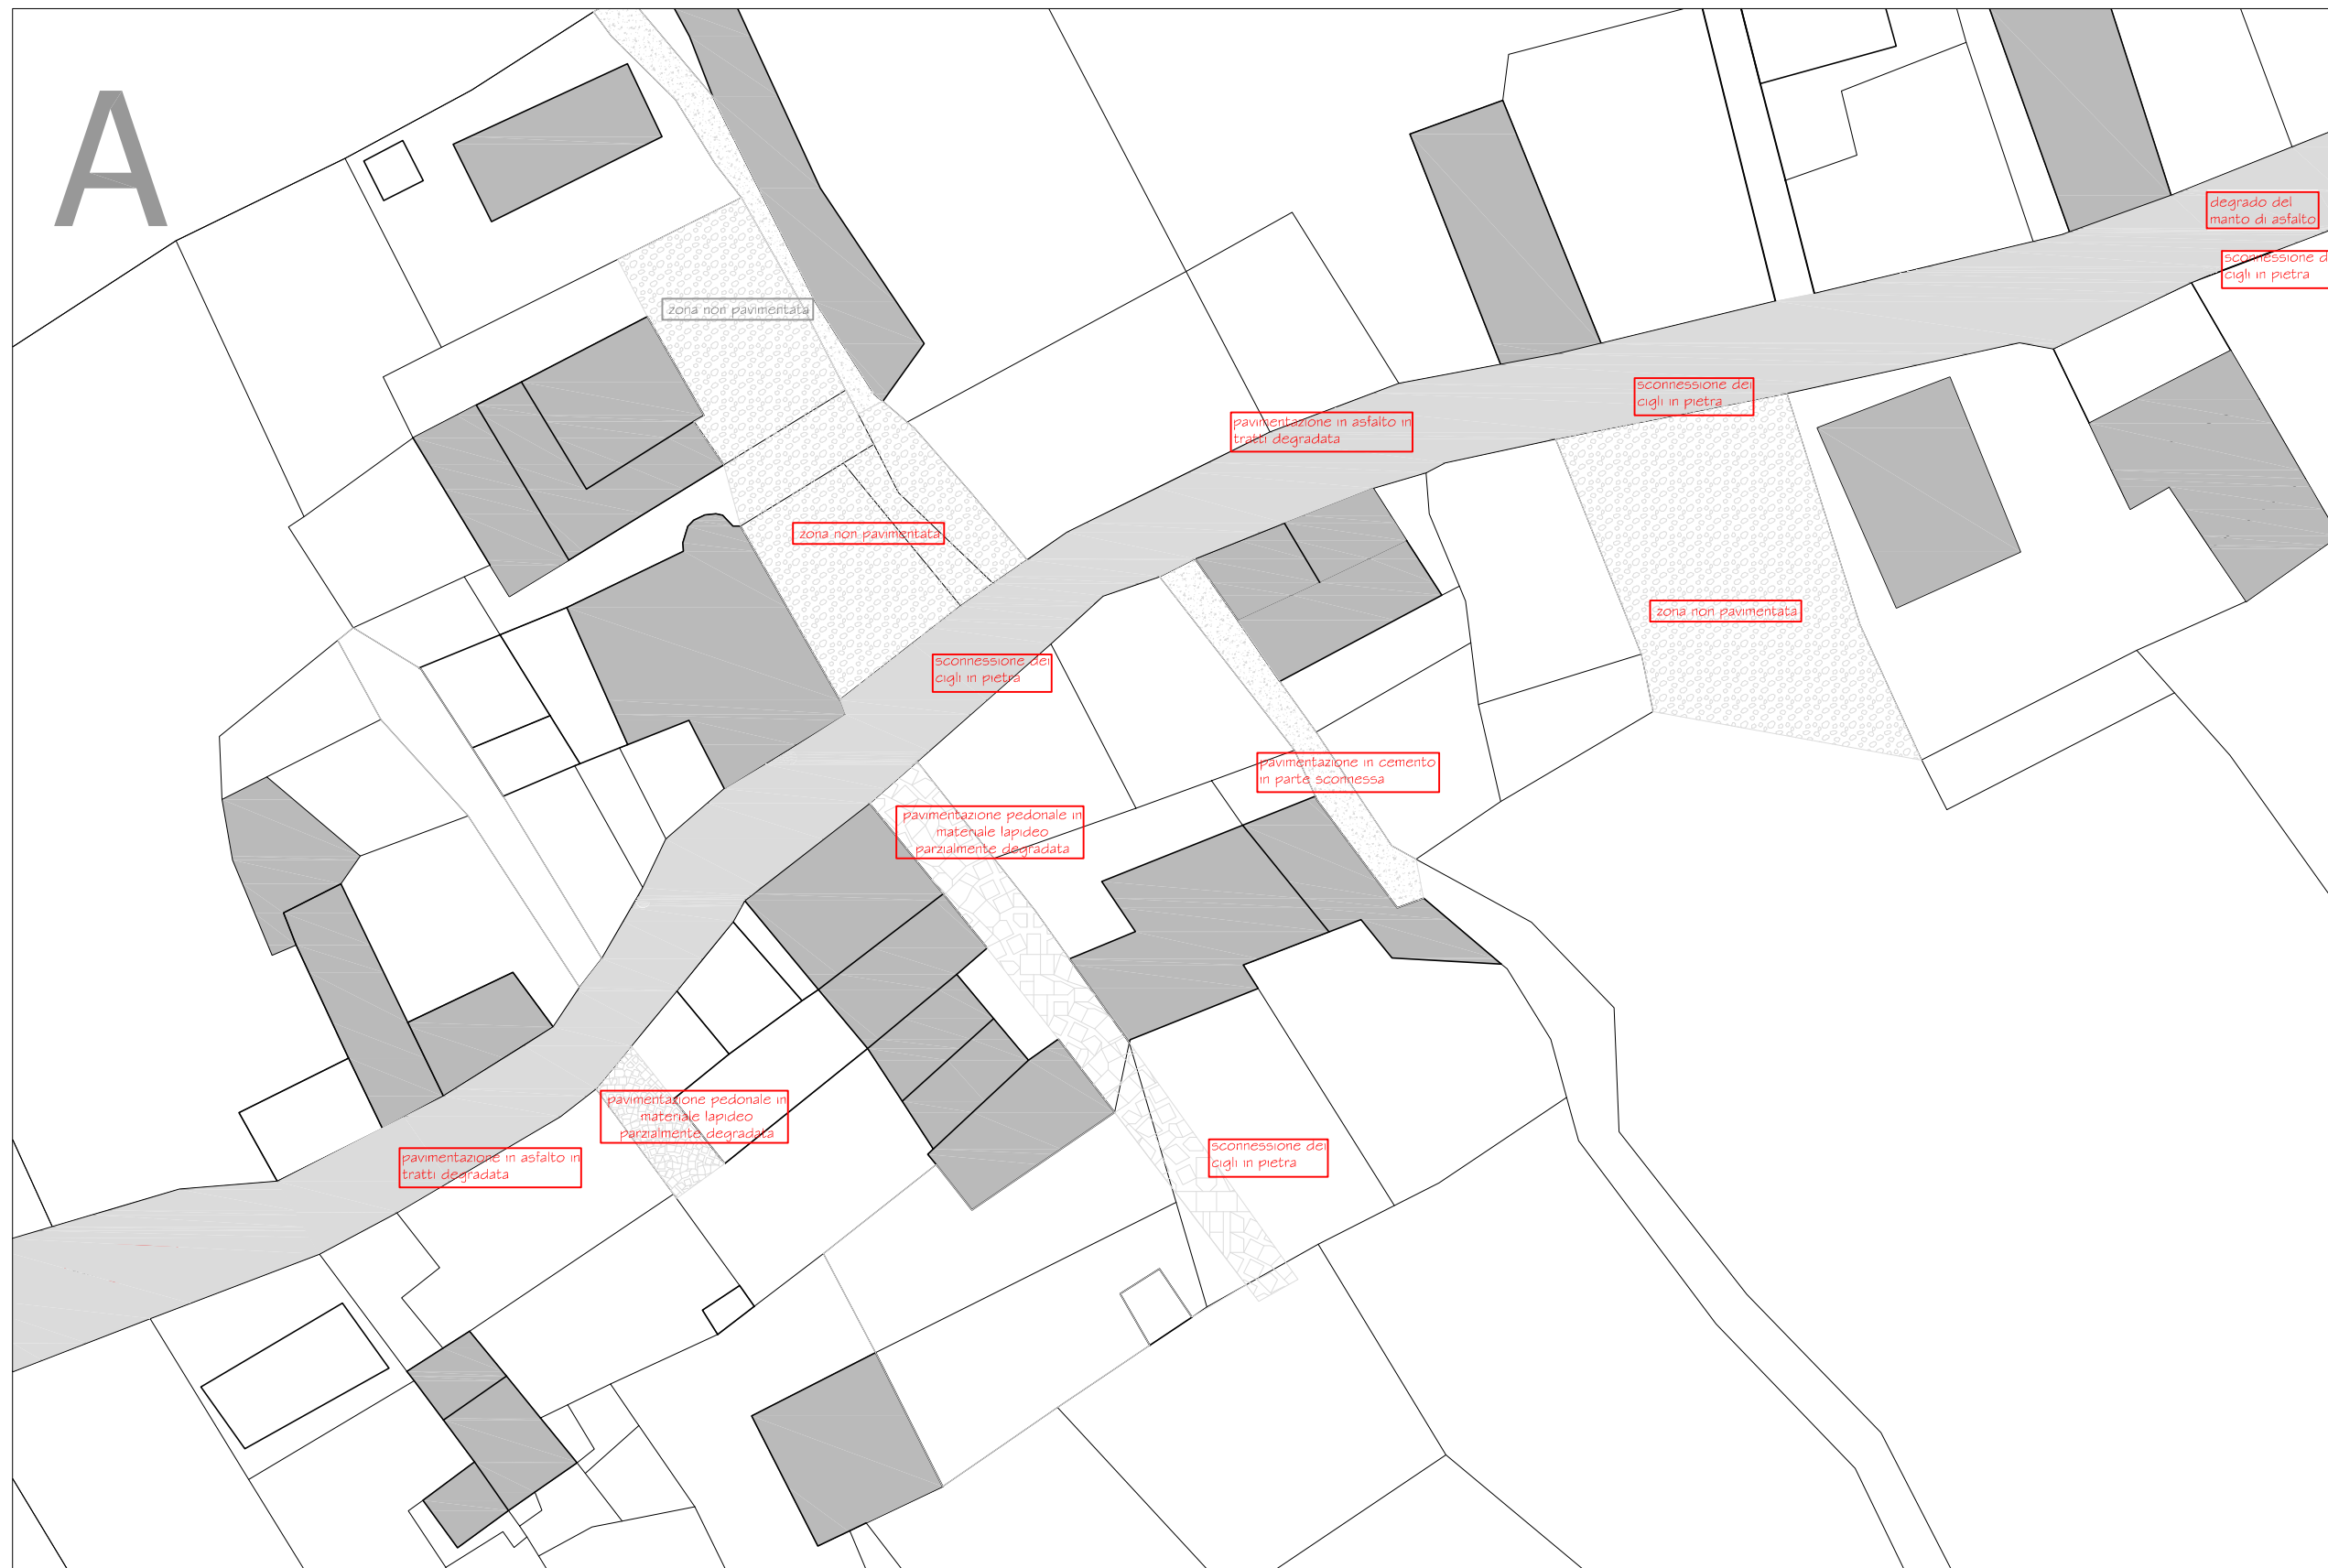 A
degrado del
manto di asfalto
sconnessione d
cigli in pietra
zona non pavimentata
sconnessione dei
cigli in pietra
pavimentazione in asfalto in
tratti degradata
zona non pavimentata
zona non pavimentata
sconnessione dei
cigli in pietra
pavimentazione in cemento
in parte sconnessa
pavimentazione pedonale in
materiale lapideo
parzialmente degradata
pavimentazione pedonale in
materiale lapideo
parzialmente degradata
sconnessione dei
cigli in pietra
pavimentazione in asfalto in
tratti degradata